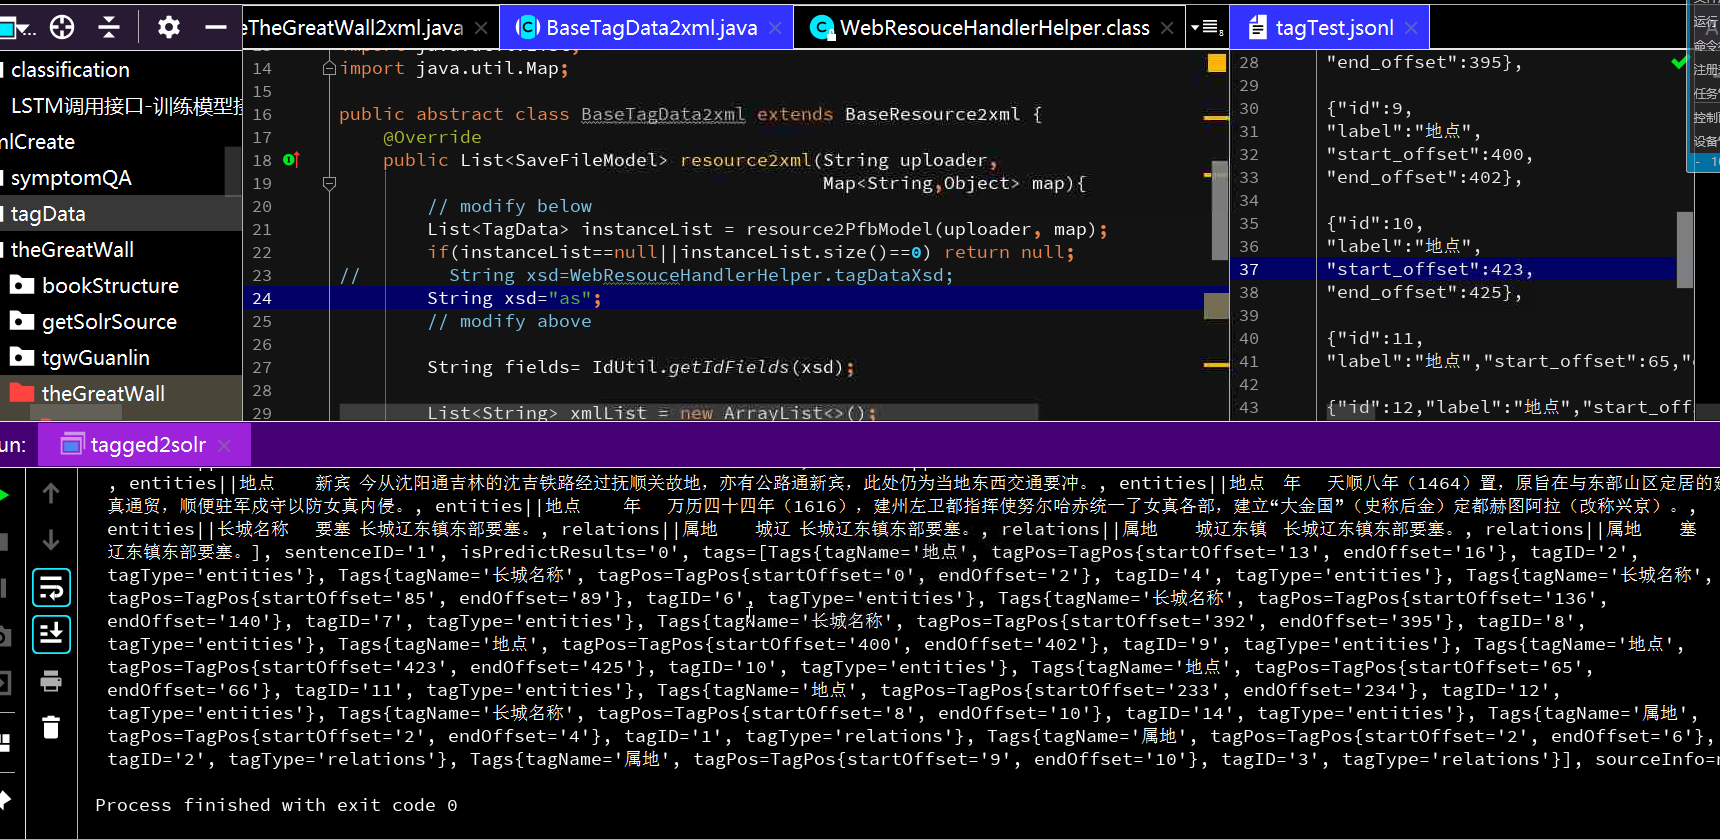 eTheGreatWall2xml.java
BaseTagData2xml.java
WebResouceHandlerHelper.class
tagTest.jsonl
classification
LSTM调用接口-训练模型接
mlCreate
symptomQA
tagData
theGreatWall
bookStructure
getSolrSource
tgwGuanlin
theGreatWall
14 import java.util.Map;
15
16 public abstract class BaseTagData2xml extends BaseResource2xml {
17 @Override
18 public List<SaveFileModel> resource2xml(String uploader,
19 Map<String,Object> map){
20 // modify below
21 List<TagData> instanceList = resource2PfbModel(uploader, map);
22 if(instanceList==null||instanceList.size()==0) return null;
23 // String xsd=WebResouceHandlerHelper.tagDataXsd;
24 String xsd="as";
25 // modify above
26
27 String fields= IdUtil.getIdFields(xsd);
28
29 List<String> xmlList = new ArrayList<>();
28 "end_offset":395},
29
30 {"id":9,
31 "label":"地点",
32 "start_offset":400,
33 "end_offset":402},
34
35 {"id":10,
36 "label":"地点",
37 "start_offset":423,
38 "end_offset":425},
39
40 {"id":11,
41 "label":"地点","start_offset":65,"
42
43 {"id":12,"label":"地点","start_off
运行
命令
注册
任务
控制
设备
un: tagged2solr
, entities||地点 新宾 今从沈阳通吉林的沈吉铁路经过抚顺关故地，亦有公路通新宾，此处仍为当地东西交通要冲。, entities||地点 年 天顺八年（1464）置，原旨在与东部山区定居的建
真通贸，顺便驻军戍守以防女真内侵。, entities||地点 年 万历四十四年（1616），建州左卫都指挥使努尔哈赤统一了女真各部，建立“大金国”（史称后金）定都赫图阿拉（改称兴京）。,
entities||长城名称 要塞 长城辽东镇东部要塞。, relations||属地 城辽 长城辽东镇东部要塞。, relations||属地 城辽东镇 长城辽东镇东部要塞。, relations||属地 塞
辽东镇东部要塞。], sentenceID='1', isPredictResults='0', tags=[Tags{tagName='地点', tagPos=TagPos{startOffset='13', endOffset='16'}, tagID='2',
tagType='entities'}, Tags{tagName='长城名称', tagPos=TagPos{startOffset='0', endOffset='2'}, tagID='4', tagType='entities'}, Tags{tagName='长城名称',
tagPos=TagPos{startOffset='85', endOffset='89'}, tagID='6', tagType='entities'}, Tags{tagName='长城名称', tagPos=TagPos{startOffset='136',
endOffset='140'}, tagID='7', tagType='entities'}, Tags{tagName='长城名称', tagPos=TagPos{startOffset='392', endOffset='395'}, tagID='8',
tagType='entities'}, Tags{tagName='地点', tagPos=TagPos{startOffset='400', endOffset='402'}, tagID='9', tagType='entities'}, Tags{tagName='地点',
tagPos=TagPos{startOffset='423', endOffset='425'}, tagID='10', tagType='entities'}, Tags{tagName='地点', tagPos=TagPos{startOffset='65',
endOffset='66'}, tagID='11', tagType='entities'}, Tags{tagName='地点', tagPos=TagPos{startOffset='233', endOffset='234'}, tagID='12',
tagType='entities'}, Tags{tagName='长城名称', tagPos=TagPos{startOffset='8', endOffset='10'}, tagID='14', tagType='entities'}, Tags{tagName='属地',
tagPos=TagPos{startOffset='2', endOffset='4'}, tagID='1', tagType='relations'}, Tags{tagName='属地', tagPos=TagPos{startOffset='2', endOffset='6'},
tagID='2', tagType='relations'}, Tags{tagName='属地', tagPos=TagPos{startOffset='9', endOffset='10'}, tagID='3', tagType='relations'}], sourceInfo=n
Process finished with exit code 0